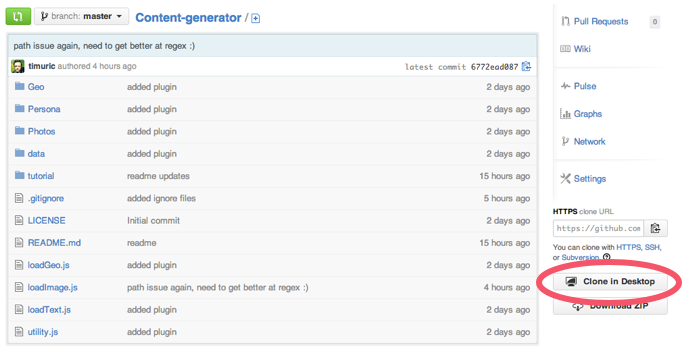 branch: master
Content-generator /
path issue again, need to get better at regex :)
timuric authored 4 hours ago
latest commit 6772ead087
Geo added plugin 2 days ago
Persona added plugin 2 days ago
Photos added plugin 2 days ago
data added plugin 2 days ago
tutorial readme updates 15 hours ago
.gitignore added ignore files 5 hours ago
LICENSE Initial commit 2 days ago
README.md readme 15 hours ago
loadGeo.js added plugin 2 days ago
loadImage.js path issue again, need to get better at regex :) 4 hours ago
loadText.js added plugin 2 days ago
utility.js added plugin 2 days ago
Pull Requests 0
Wiki
Pulse
Graphs
Network
Settings
HTTPS clone URL
https://github.com
You can clone with HTTPS, SSH,
or Subversion.
Clone in Desktop
Download ZIP